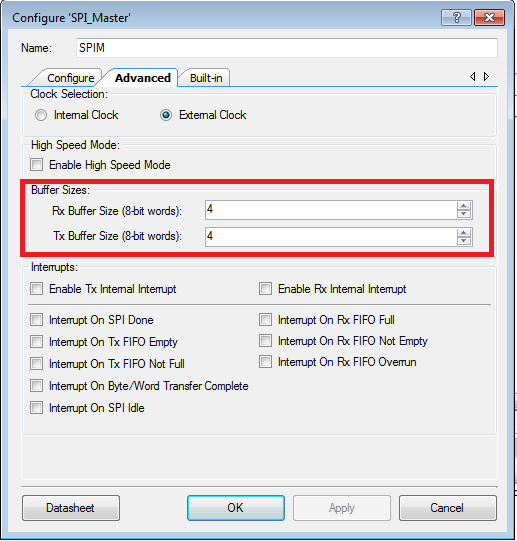 Configure 'SPI_Master'
Name: SPIM
Configure Advanced Built-in
Clock Selection:
Internal Clock External Clock
High Speed Mode:
Enable High Speed Mode
Buffer Sizes:
Rx Buffer Size (8-bit words): 4
Tx Buffer Size (8-bit words): 4
Interrupts:
Enable Tx Internal Interrupt Enable Rx Internal Interrupt
Interrupt On SPI Done Interrupt On Rx FIFO Full
Interrupt On Tx FIFO Empty Interrupt On Rx FIFO Not Empty
Interrupt On Tx FIFO Not Full Interrupt On Rx FIFO Overrun
Interrupt On Byte/Word Transfer Complete
Interrupt On SPI Idle
Datasheet OK Apply Cancel